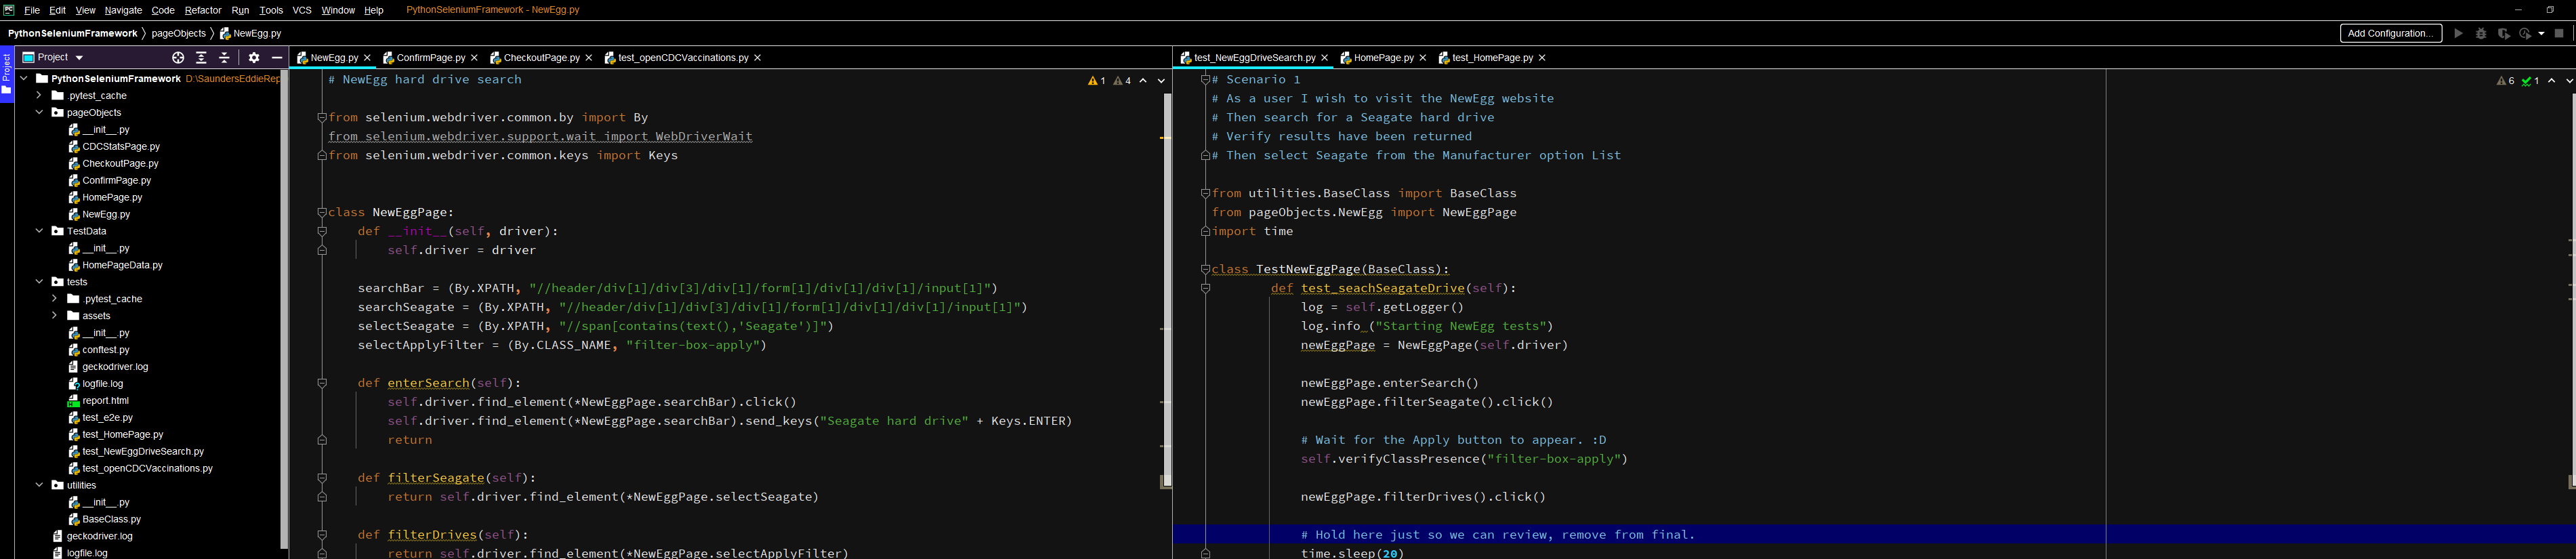 PC File Edit View Navigate Code Refactor Run Tools VCS Window Help PythonSeleniumFramework - NewEgg.py
PythonSeleniumFramework pageObjects NewEgg.py Add Configuration...
Project
Project
PythonSeleniumFramework D:\SaundersEddieRep
.pytest_cache
pageObjects
__init__.py
CDCStatsPage.py
CheckoutPage.py
ConfirmPage.py
HomePage.py
NewEgg.py
TestData
__init__.py
HomePageData.py
tests
.pytest_cache
assets
__init__.py
conftest.py
geckodriver.log
logfile.log
report.html
test_e2e.py
test_HomePage.py
test_NewEggDriveSearch.py
test_openCDCVaccinations.py
utilities
__init__.py
BaseClass.py
geckodriver.log
logfile.log
NewEgg.py ConfirmPage.py CheckoutPage.py test_openCDCVaccinations.py
1 4
# NewEgg hard drive search
from selenium.webdriver.common.by import By
from selenium.webdriver.support.wait import WebDriverWait
from selenium.webdriver.common.keys import Keys
class NewEggPage:
def __init__(self, driver):
self.driver = driver
searchBar = (By.XPATH, "//header/div[1]/div[3]/div[1]/form[1]/div[1]/div[1]/input[1]")
searchSeagate = (By.XPATH, "//header/div[1]/div[3]/div[1]/form[1]/div[1]/div[1]/input[1]")
selectSeagate = (By.XPATH, "//span[contains(text(),'Seagate')]")
selectApplyFilter = (By.CLASS_NAME, "filter-box-apply")
def enterSearch(self):
self.driver.find_element(*NewEggPage.searchBar).click()
self.driver.find_element(*NewEggPage.searchBar).send_keys("Seagate hard drive" + Keys.ENTER)
return
def filterSeagate(self):
return self.driver.find_element(*NewEggPage.selectSeagate)
def filterDrives(self):
return self.driver.find_element(*NewEggPage.selectApplyFilter)
test_NewEggDriveSearch.py HomePage.py test_HomePage.py
6 1
# Scenario 1
# As a user I wish to visit the NewEgg website
# Then search for a Seagate hard drive
# Verify results have been returned
# Then select Seagate from the Manufacturer option List
from utilities.BaseClass import BaseClass
from pageObjects.NewEgg import NewEggPage
import time
class TestNewEggPage(BaseClass):
def test_seachSeagateDrive(self):
log = self.getLogger()
log.info ("Starting NewEgg tests")
newEggPage = NewEggPage(self.driver)
newEggPage.enterSearch()
newEggPage.filterSeagate().click()
# Wait for the Apply button to appear. :D
self.verifyClassPresence("filter-box-apply")
newEggPage.filterDrives().click()
# Hold here just so we can review, remove from final.
time.sleep(20)